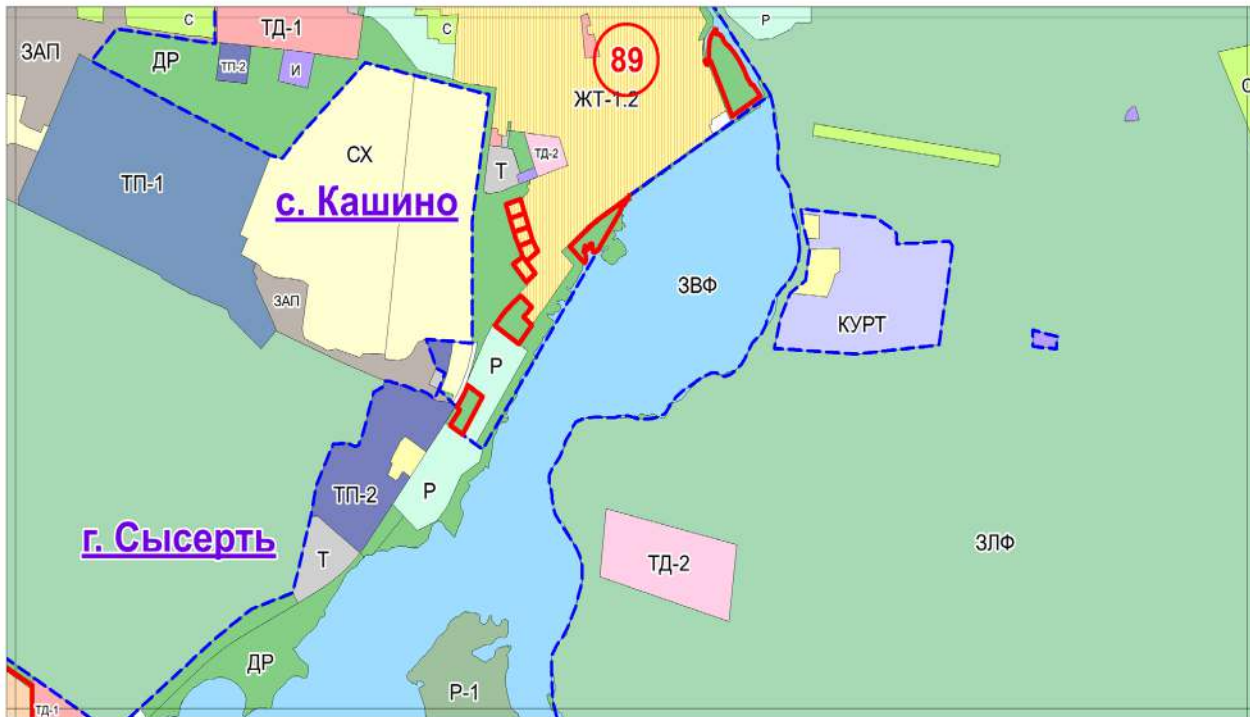 С
ТД-1
С
Р
ЗАП
ДР
ТП-2
И
89
ЖТ-1.2
С
СХ
Т
ТД-2
ТП-1
с. Кашино
ЗАП
ЗВФ
КУРТ
Р
ТП-2
Р
г. Сысерть
Т
ТД-2
ЗЛФ
ДР
Р-1
ТД-1